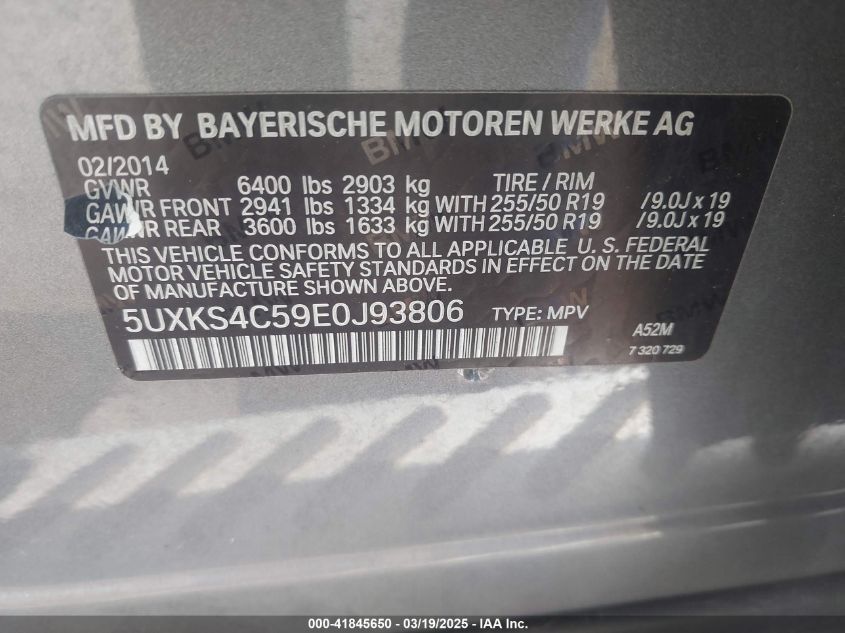 MFD BY BAYERISCHE MOTOREN WERKE AG
02/2014
GVWR 6400 lbs 2903 kg TIRE / RIM
GAWR FRONT 2941 lbs 1334 kg WITH 255/50 R19 /9.0J x 19
GAWR REAR 3600 lbs 1633 kg WITH 255/50 R19 /9.0J x 19
THIS VEHICLE CONFORMS TO ALL APPLICABLE U. S. FEDERAL
MOTOR VEHICLE SAFETY STANDARDS IN EFFECT ON THE DATE
OF MANUFACTURE SHOWN ABOVE.
5UXKS4C59E0J93806 TYPE: MPV A52M
7 320 729
000-41845650 - 03/19/2025 - IAA Inc.